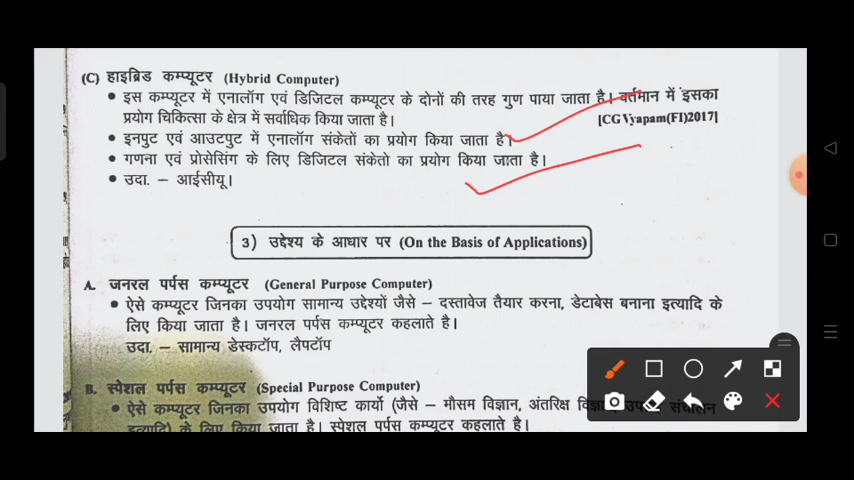 (C) हाइब्रिड कम्प्यूटर (Hybrid Computer)
• इस कम्प्यूटर में एनालॉग एवं डिजिटल कम्प्यूटर के दोनों की तरह गुण पाया जाता है। वर्तमान में इसका
प्रयोग चिकित्सा के क्षेत्र में सर्वाधिक किया जाता है। [CG Vyapam(FI)2017]
• इनपुट एवं आउटपुट में एनालॉग संकेतों का प्रयोग किया जाता है।
• गणना एवं प्रोसेसिंग के लिए डिजिटल संकेतो का प्रयोग किया जाता है।
• उदा. – आईसीयू।
3) उद्देश्य के आधार पर (On the Basis of Applications)
A. जनरल पर्पस कम्प्यूटर (General Purpose Computer)
• ऐसे कम्प्यूटर जिनका उपयोग सामान्य उद्देश्यों जैसे – दस्तावेज तैयार करना, डेटाबेस बनाना इत्यादि के
लिए किया जाता है। जनरल पर्पस कम्प्यूटर कहलाते है।
उदा. – सामान्य डेस्कटॉप, लैपटॉप
B. स्पेशल पर्पस कम्प्यूटर (Special Purpose Computer)
• ऐसे कम्प्यूटर जिनका उपयोग विशिष्ट कार्यो (जैसे – मौसम विज्ञान, अंतरिक्ष
इत्यादि) के लिए किया जाता है। स्पेशल पर्पस कम्प्यूटर कहलाते है।